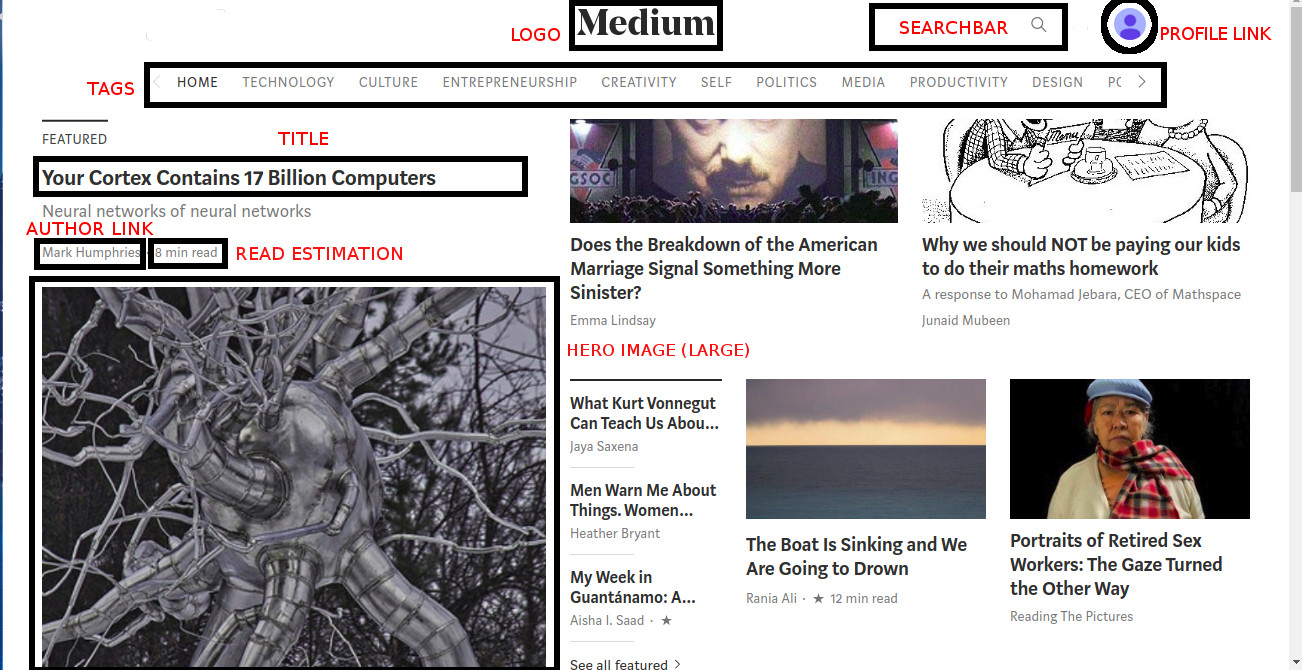 LOGO
Medium
SEARCHBAR
PROFILE LINK
TAGS
HOME TECHNOLOGY CULTURE ENTREPRENEURSHIP CREATIVITY SELF POLITICS MEDIA PRODUCTIVITY DESIGN
FEATURED
TITLE
Your Cortex Contains 17 Billion Computers
Neural networks of neural networks
AUTHOR LINK
Mark Humphries
8 min read
READ ESTIMATION
GSOC
ING
Does the Breakdown of the American
Marriage Signal Something More
Sinister?
Emma Lindsay
Menu
Why we should NOT be paying our kids
to do their maths homework
A response to Mohamad Jebara, CEO of Mathspace
Junaid Mubeen
HERO IMAGE (LARGE)
What Kurt Vonnegut
Can Teach Us Abou...
Jaya Saxena
Men Warn Me About
Things. Women...
Heather Bryant
My Week in
Guantánamo: A...
Aisha I. Saad · ★
See all featured
The Boat Is Sinking and We
Are Going to Drown
Rania Ali · ★ 12 min read
Portraits of Retired Sex
Workers: The Gaze Turned
the Other Way
Reading The Pictures